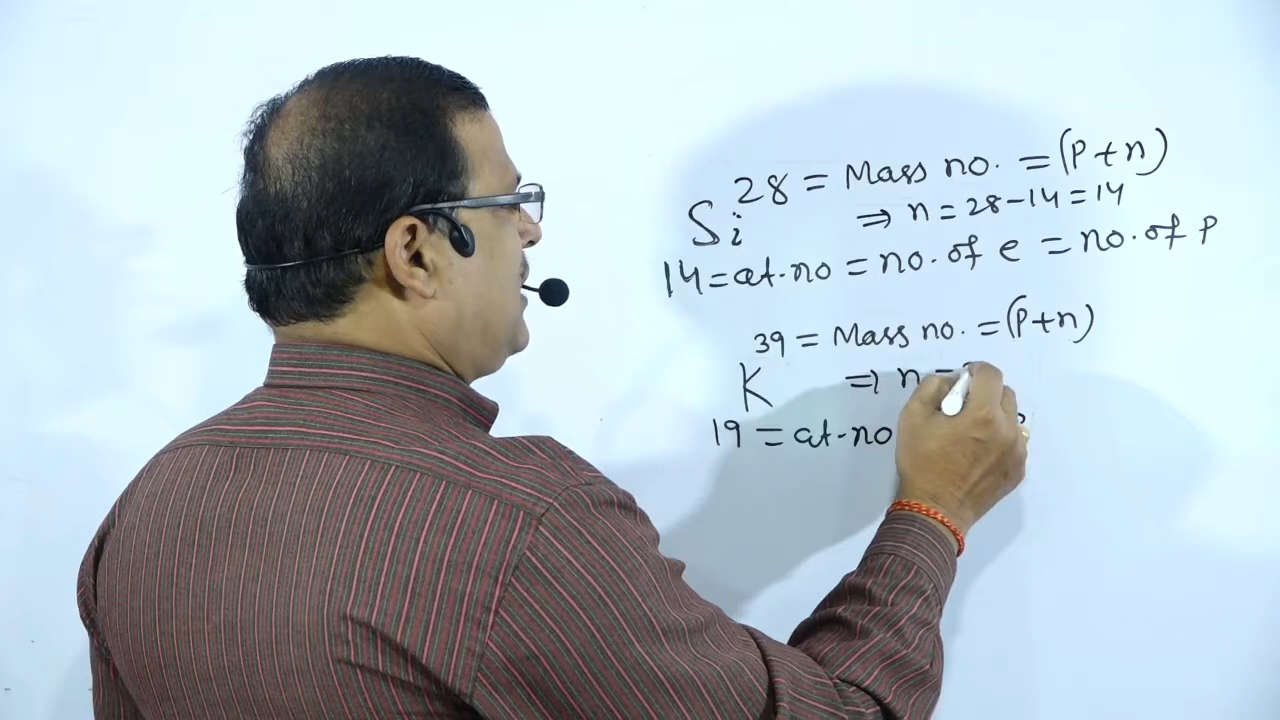 28 = Mass no. = (P+n)
Si ⇒ n = 28-14 = 14
14 = at.no = no.of e = no.of P
39 = Mass no. = (P+n)
K ⇒ n =
19 = at-no